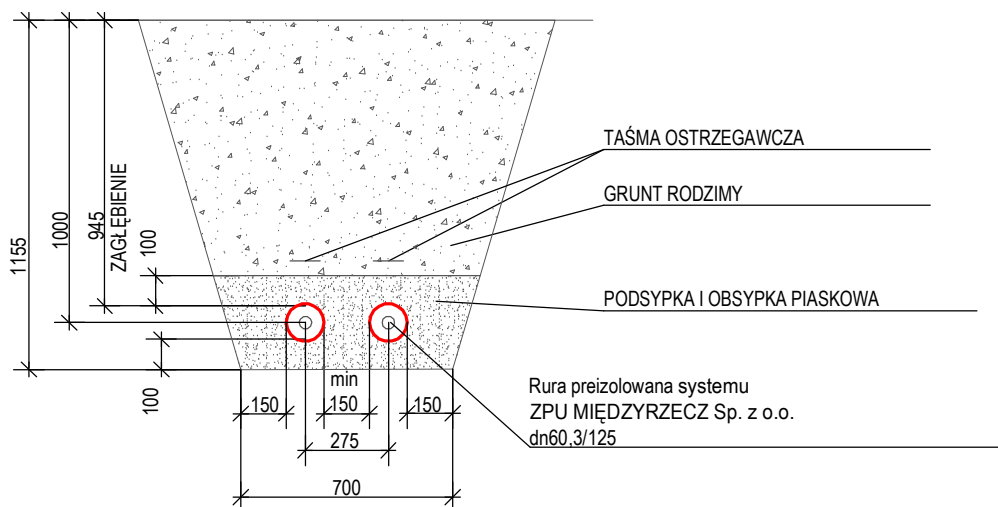 TAŚMA OSTRZEGAWCZA
GRUNT RODZIMY
PODSYPKA I OBSYPKA PIASKOWA
Rura preizolowana systemu
ZPU MIĘDZYRZECZ Sp. z o.o.
dn60,3/125
1155
1000
945
ZAGŁĘBIENIE
100
100
min
150
150
150
275
700